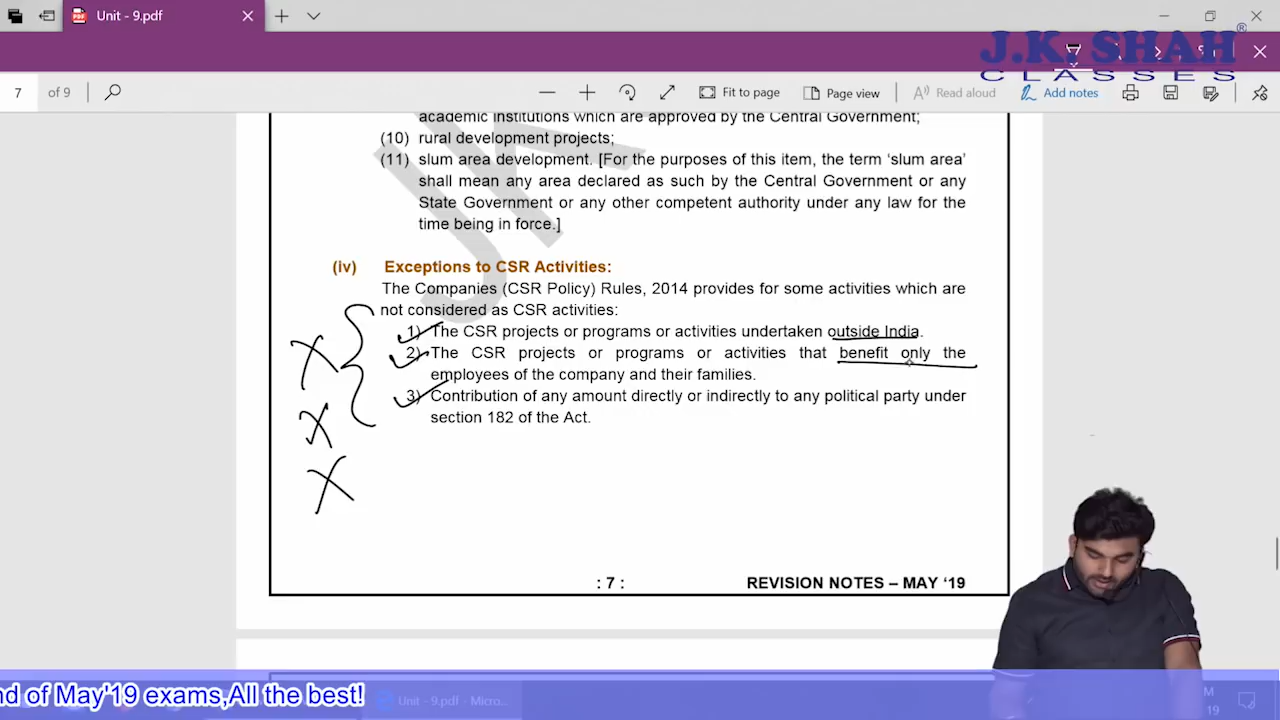 Unit - 9.pdf
J.K. SHAH ®
CLASSES
7 of 9
Fit to page
Page view
Read aloud
Add notes
academic institutions which are approved by the Central Government;
(10) rural development projects;
(11) slum area development. [For the purposes of this item, the term ‘slum area’
shall mean any area declared as such by the Central Government or any
State Government or any other competent authority under any law for the
time being in force.]
JK
(iv) Exceptions to CSR Activities:
The Companies (CSR Policy) Rules, 2014 provides for some activities which are
not considered as CSR activities:
1) The CSR projects or programs or activities undertaken outside India.
2) The CSR projects or programs or activities that benefit only the
employees of the company and their families.
3) Contribution of any amount directly or indirectly to any political party under
section 182 of the Act.
X
X
X
: 7 : REVISION NOTES – MAY ‘19
nd of May'19 exams,All the best!
Unit - 9.pdf - Micro...
M
19